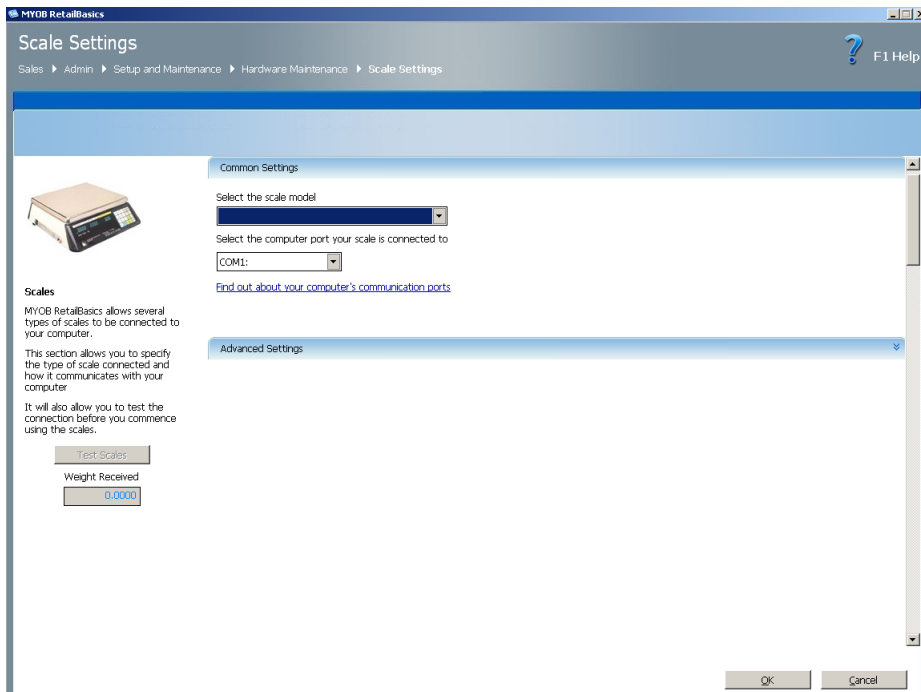 MYOB RetailBasics
Scale Settings
F1 Help
Sales Admin Setup and Maintenance Hardware Maintenance Scale Settings
Common Settings
Select the scale model
Select the computer port your scale is connected to
COM1:
Find out about your computer's communication ports
Advanced Settings
Scales
MYOB RetailBasics allows several
types of scales to be connected to
your computer.
This section allows you to specify
the type of scale connected and
how it communicates with your
computer
It will also allow you to test the
connection before you commence
using the scales.
Test Scales
Weight Received
0.0000
OK
Cancel